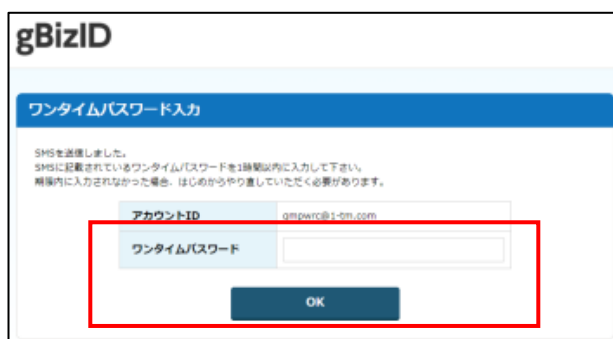 gBizID
ワンタイムパスワード入力
SMSを送信しました。
SMSに記載されているワンタイムパスワードを1時間以内に入力して下さい。
期限内に入力されなかった場合、はじめからやり直していただく必要があります。
アカウントID gmpwrc@1-tm.com
ワンタイムパスワード
OK